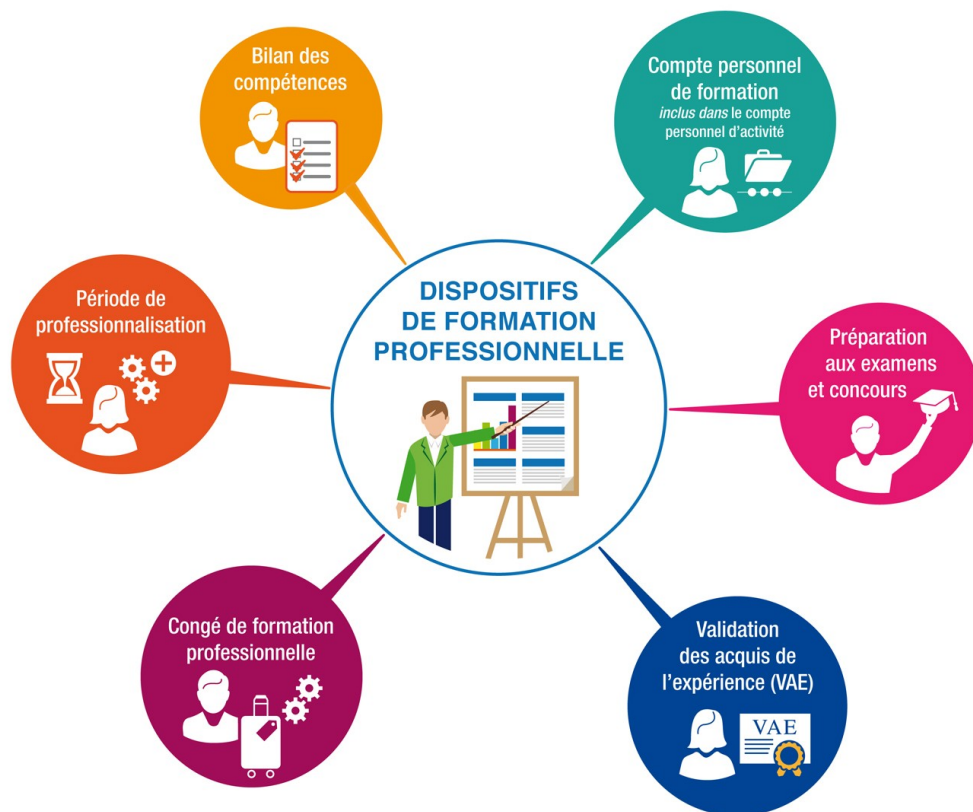 Bilan des
compétences
Compte personnel
de formation
inclus dans le compte
personnel d'activité
Période de
professionnalisation
DISPOSITIFS
DE FORMATION
PROFESSIONNELLE
Préparation
aux examens
et concours
Congé de formation
professionnelle
Validation
des acquis de
l'expérience (VAE)
VAE